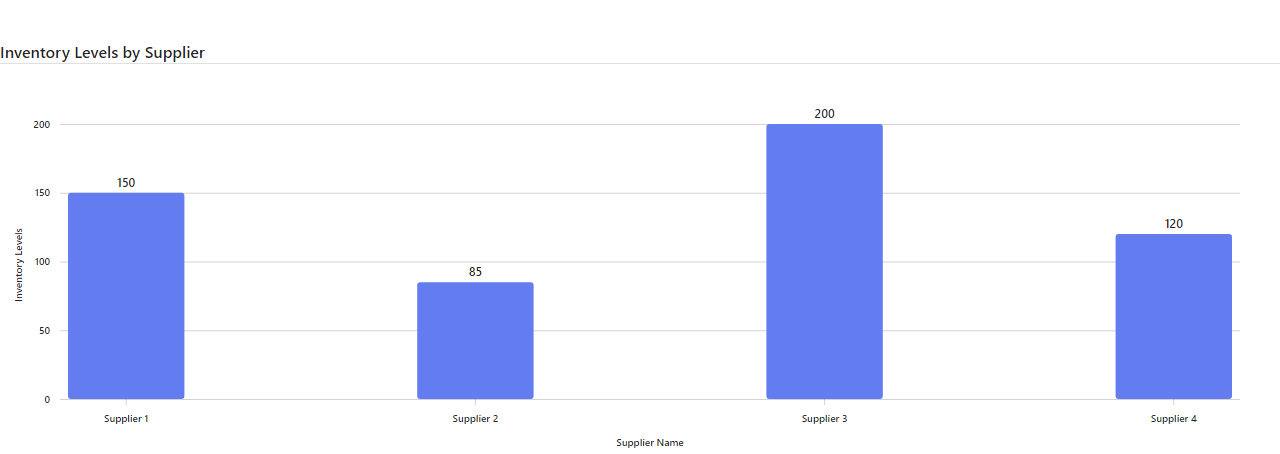 Inventory Levels by Supplier
200
200
150
150
120
100
85
50
0
Inventory Levels
Supplier 1
Supplier 2
Supplier 3
Supplier 4
Supplier Name